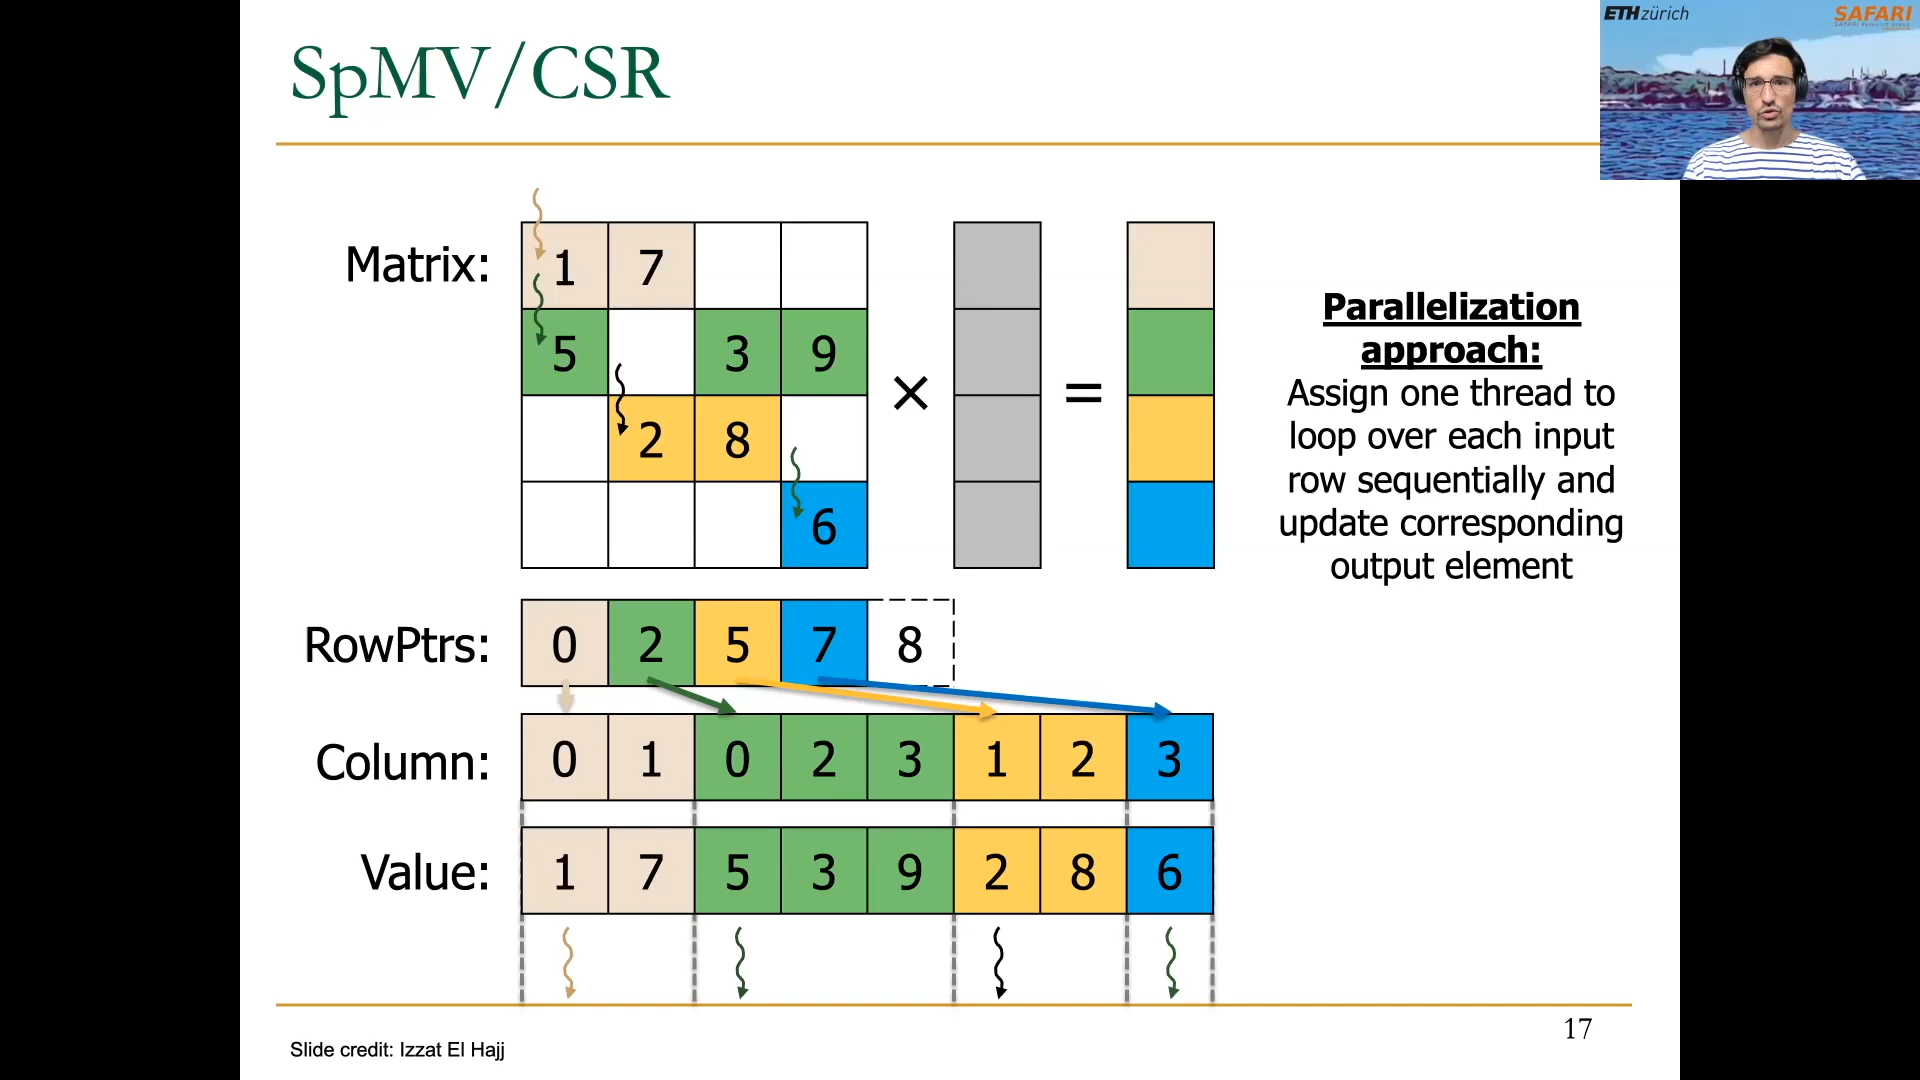 SpMV/CSR
ETH zürich
SAFARI
Matrix:
1 7
5 3 9
2 8
6
×
=
Parallelization
approach:
Assign one thread to
loop over each input
row sequentially and
update corresponding
output element
RowPtrs: 0 2 5 7 8
Column: 0 1 0 2 3 1 2 3
Value: 1 7 5 3 9 2 8 6
17
Slide credit: Izzat El Hajj